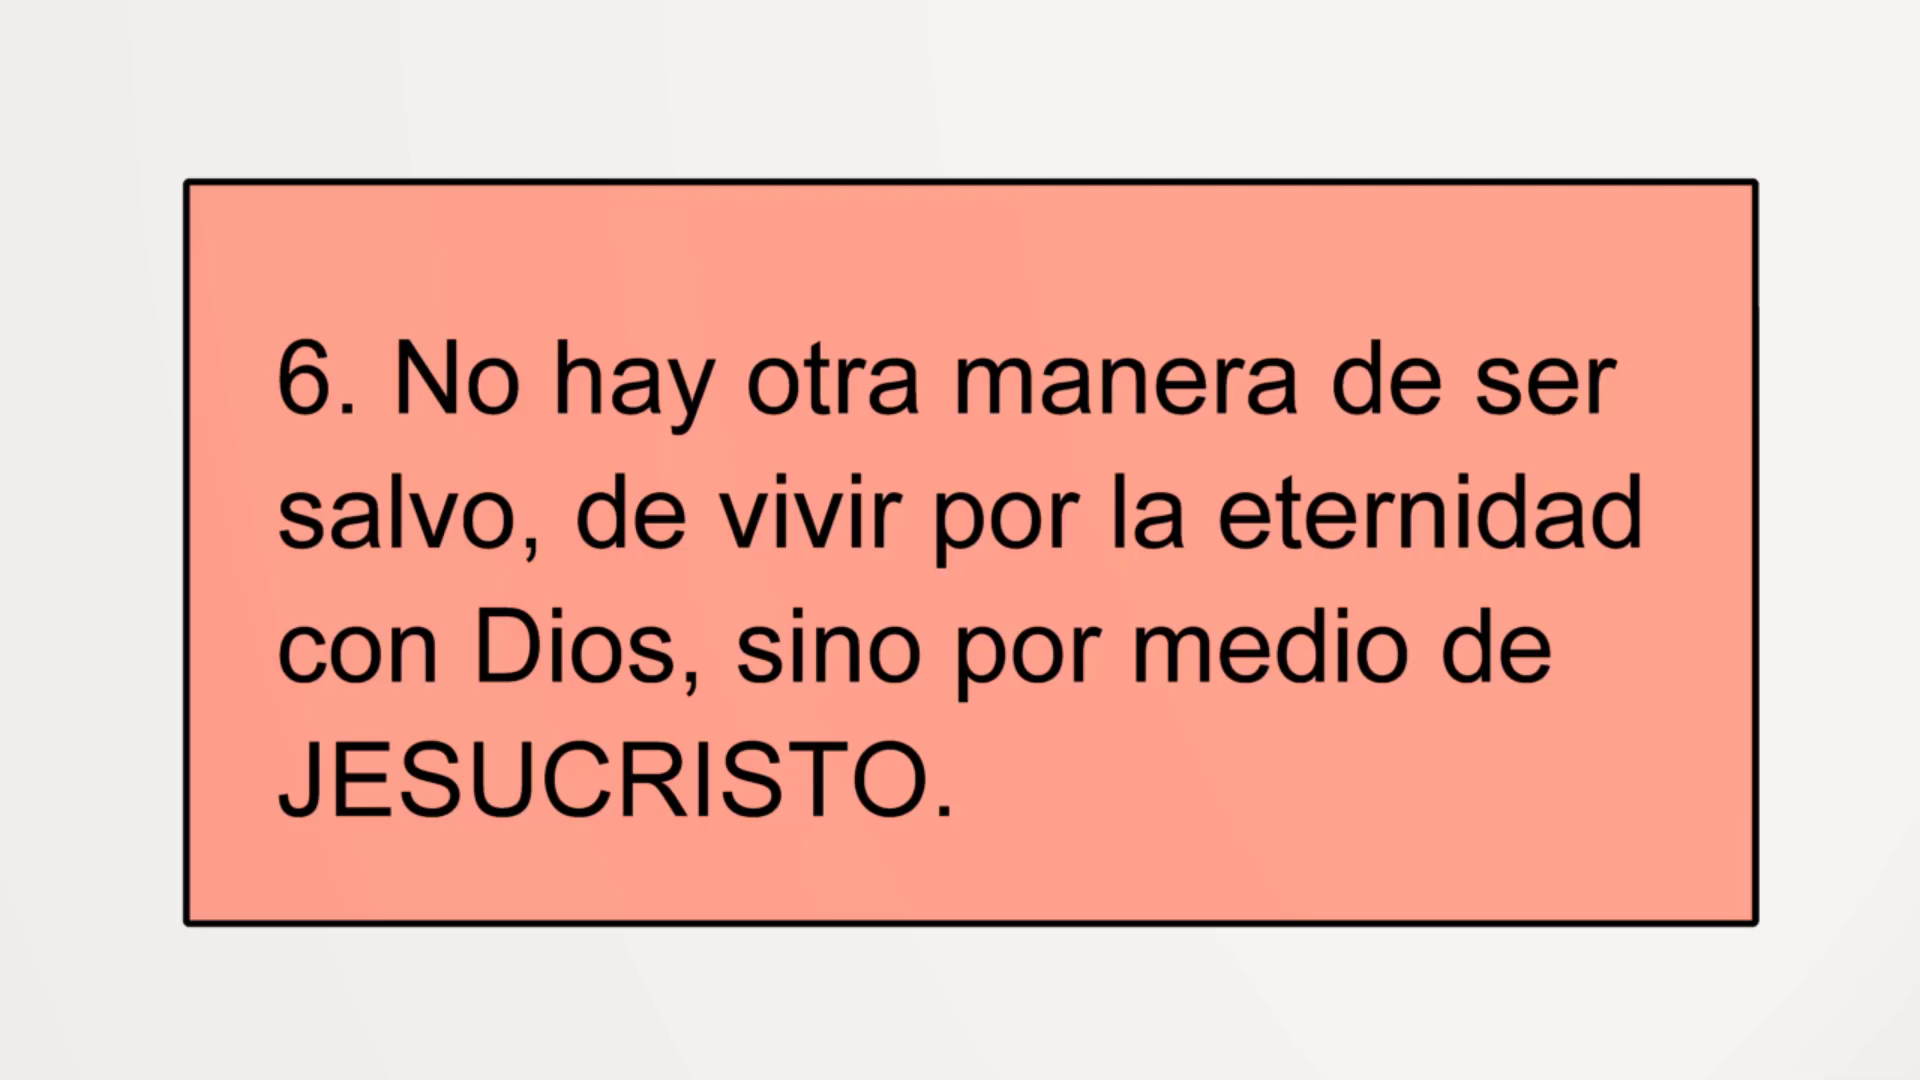 6. No hay otra manera de ser
salvo, de vivir por la eternidad
con Dios, sino por medio de
JESUCRISTO.